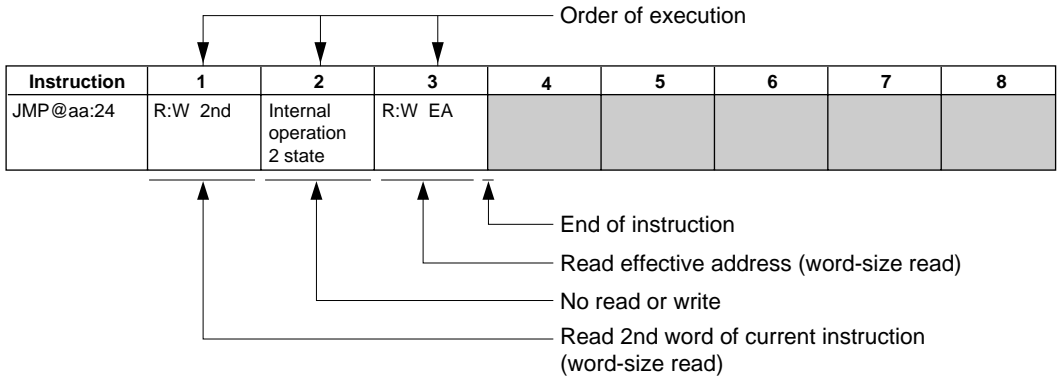 Order of execution
Instruction 1 2 3 4 5 6 7 8
JMP@aa:24 R:W 2nd Internal R:W EA
operation
2 state
End of instruction
Read effective address (word-size read)
No read or write
Read 2nd word of current instruction
(word-size read)